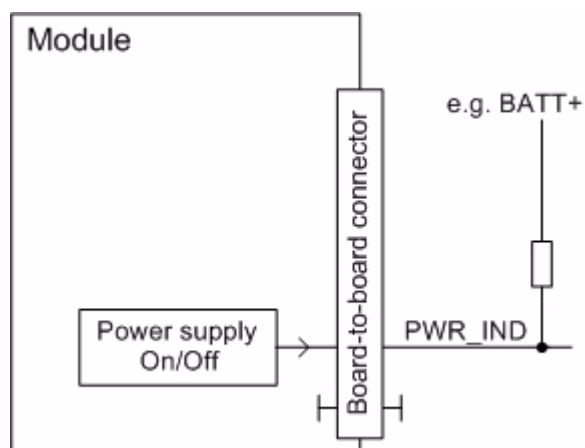 Module
e.g. BATT+
Board-to-board connector
Power supply
On/Off
PWR_IND